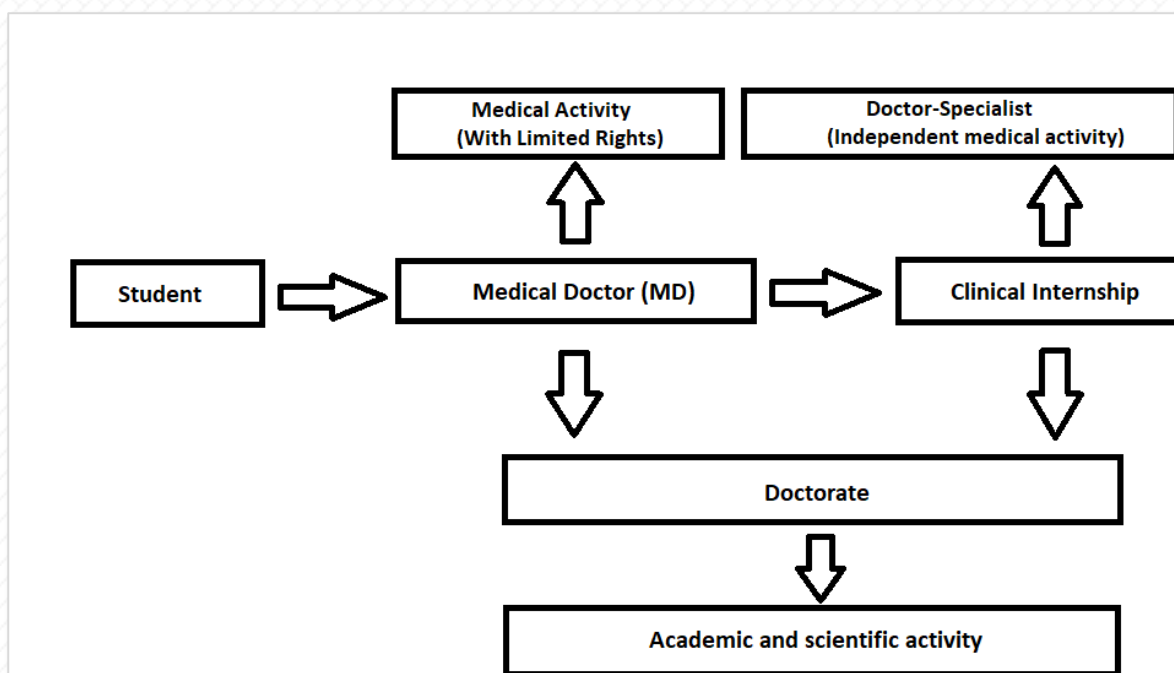 Medical Activity
(With Limited Rights)
Doctor-Specialist
(Independent medical activity)
Student
Medical Doctor (MD)
Clinical Internship
Doctorate
Academic and scientific activity